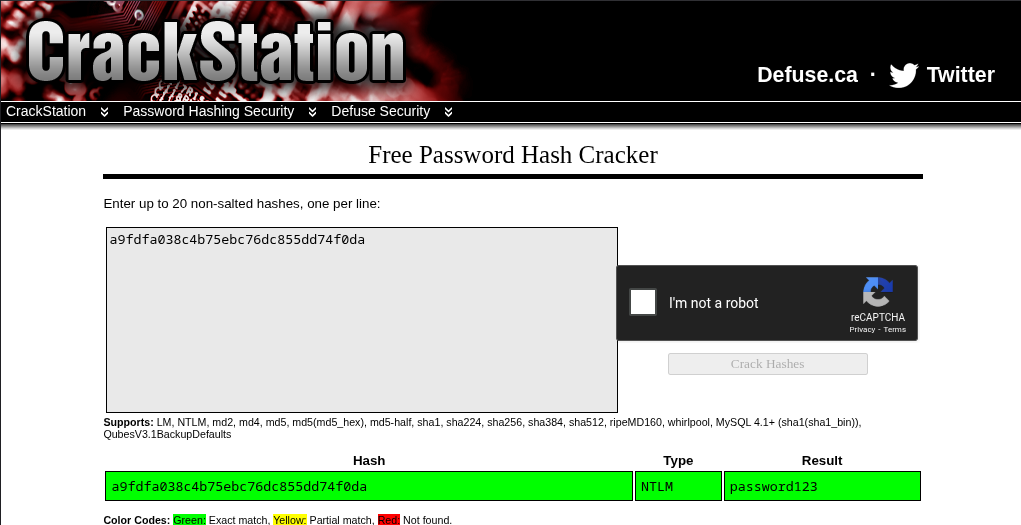 CrackStation
Defuse.ca · Twitter
CrackStation Password Hashing Security Defuse Security
Free Password Hash Cracker
Enter up to 20 non-salted hashes, one per line:
a9fdfa038c4b75ebc76dc855dd74f0da
I'm not a robot
reCAPTCHA
Privacy - Terms
Crack Hashes
Supports: LM, NTLM, md2, md4, md5, md5(md5_hex), md5-half, sha1, sha224, sha256, sha384, sha512, ripeMD160, whirlpool, MySQL 4.1+ (sha1(sha1_bin)),
QubesV3.1BackupDefaults
Hash Type Result
a9fdfa038c4b75ebc76dc855dd74f0da NTLM password123
Color Codes: Green: Exact match, Yellow: Partial match, Red: Not found.